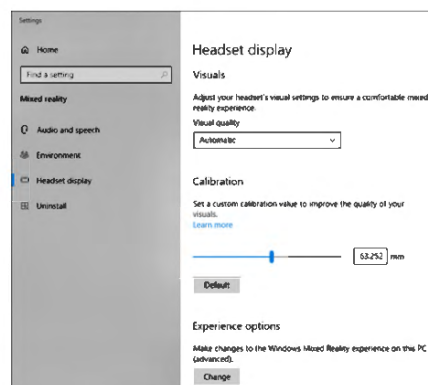 Settings
Home
Find a setting
Mixed reality
Audio and speech
Environment
Headset display
Uninstall
Headset display
Visuals
Adjust your headset's visual settings to ensure a comfortable mixed
reality experience.
Visual quality
Automatic
Calibration
Set a custom calibration value to improve the quality of your
visuals.
Learn more
63.252 mm
Default
Experience options
Make changes to the Windows Mixed Reality experience on this PC
(advanced).
Change